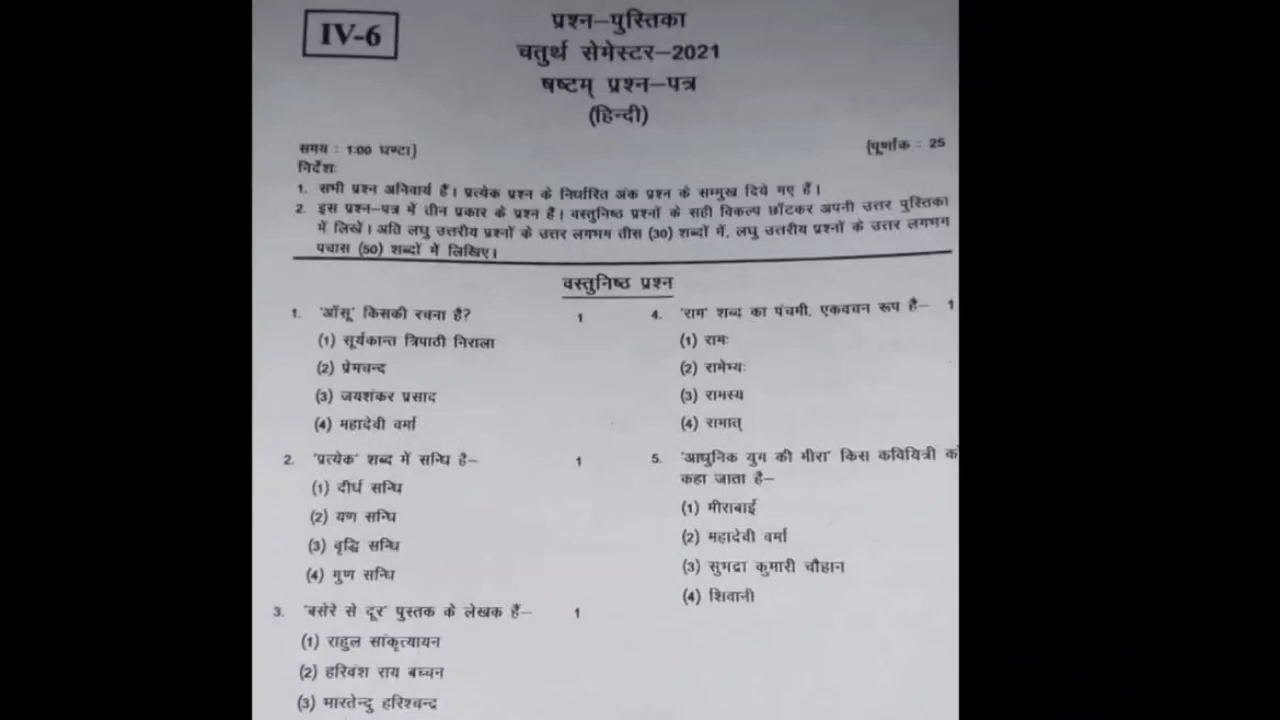 IV-6
प्रश्न-पुस्तिका
चतुर्थ सेमेस्टर-2021
षष्टम् प्रश्न-पत्र
(हिन्दी)
समय : 1:00 घण्टा}
{पूर्णांक : 25
निर्देशः
1. सभी प्रश्न अनिवार्य हैं। प्रत्येक प्रश्न के निर्धारित अंक प्रश्न के सम्मुख दिये गए हैं।
2. इस प्रश्न-पत्र में तीन प्रकार के प्रश्न हैं। वस्तुनिष्ठ प्रश्नों के सही विकल्प छाँटकर अपनी उत्तर पुस्तिका
में लिखें। अति लघु उत्तरीय प्रश्नों के उत्तर लगभग तीस (30) शब्दों में, लघु उत्तरीय प्रश्नों के उत्तर लगभग
पचास (50) शब्दों में लिखिए।
वस्तुनिष्ठ प्रश्न
1. 'आँसू' किसकी रचना है? 1
(1) सूर्यकान्त त्रिपाठी निराला
(2) प्रेमचन्द
(3) जयशंकर प्रसाद
(4) महादेवी वर्मा
2. 'प्रत्येक' शब्द में सन्धि है- 1
(1) दीर्घ सन्धि
(2) यण सन्धि
(3) वृद्धि सन्धि
(4) गुण सन्धि
3. 'बसेरे से दूर' पुस्तक के लेखक हैं- 1
(1) राहुल सांकृत्यायन
(2) हरिवंश राय बच्चन
(3) भारतेन्दु हरिश्चन्द्र
4. 'राम' शब्द का पंचमी, एकवचन रूप है- 1
(1) रामः
(2) रामेभ्यः
(3) रामस्य
(4) रामात्
5. 'आधुनिक युग की मीरा' किस कवियित्री को
कहा जाता है-
(1) मीराबाई
(2) महादेवी वर्मा
(3) सुभद्रा कुमारी चौहान
(4) शिवानी